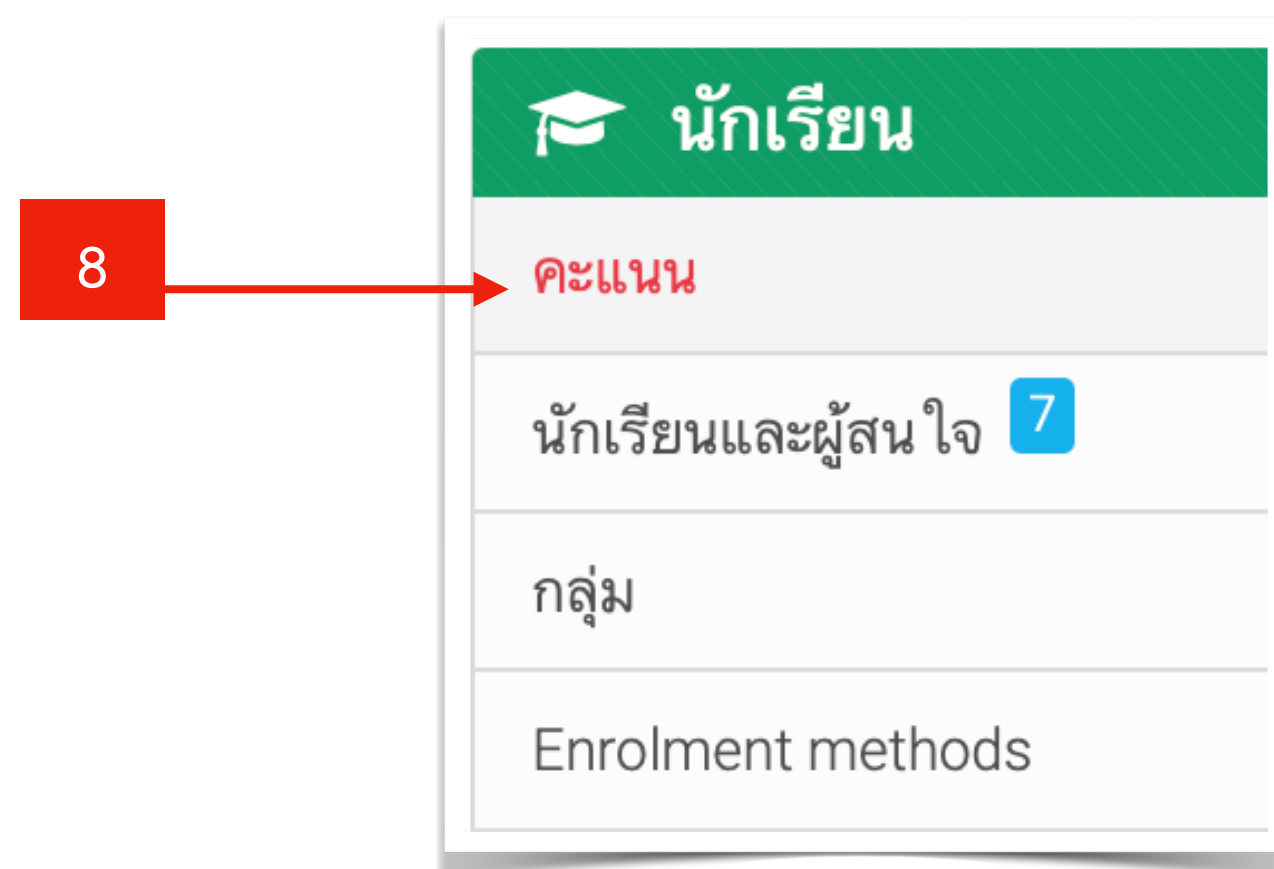 นักเรียน
8
คะแนน
นักเรียนและผู้สนใจ 7
กลุ่ม
Enrolment methods